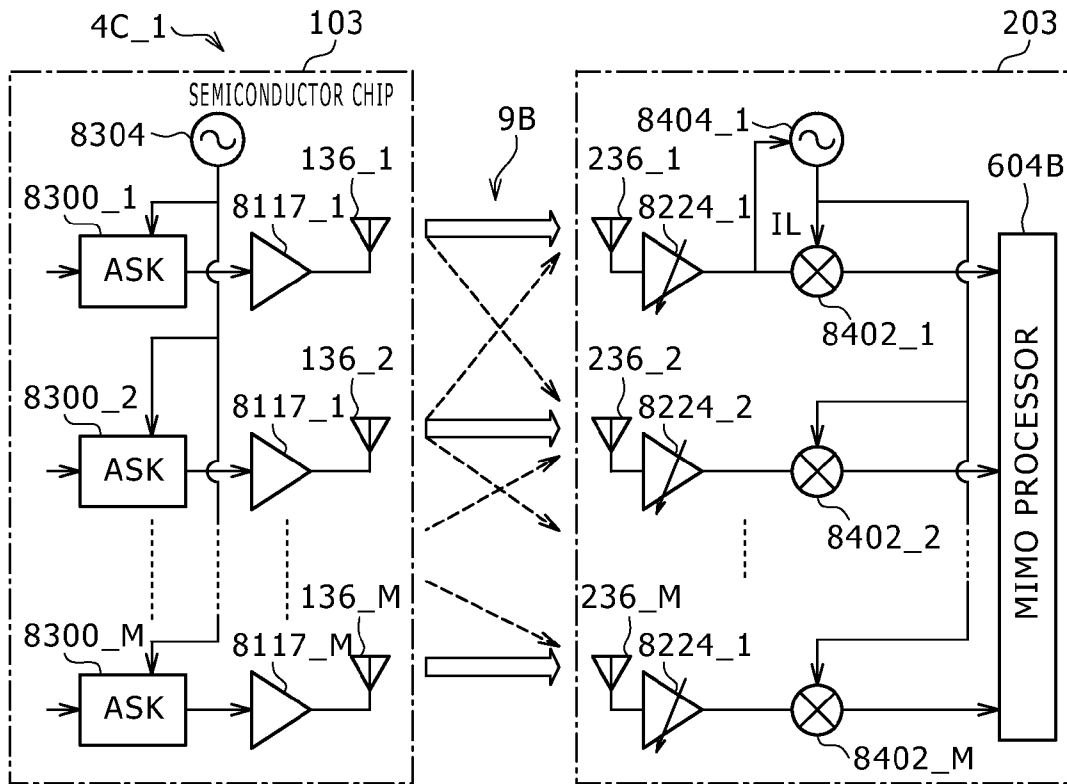 4C_1
103
203
SEMICONDUCTOR CHIP
8304
9B
8404_1
136_1
236_1
604B
8300_1
8117_1
8224_1
IL
ASK
8402_1
136_2
236_2
8300_2
8117_1
8224_2
ASK
8402_2
MIMO PROCESSOR
136_M
236_M
8300_M
8117_M
8224_1
ASK
8402_M